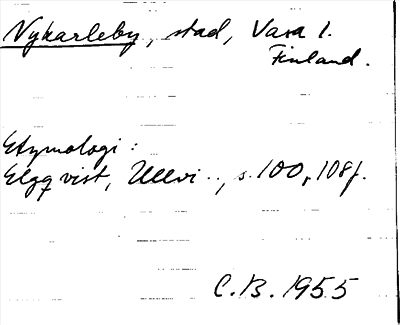 Nykarleby, stad, Vasa l.
Finland.
Etymologi:
Elgqvist, Ullvi.., s. 100, 108f.
C.B. 1955